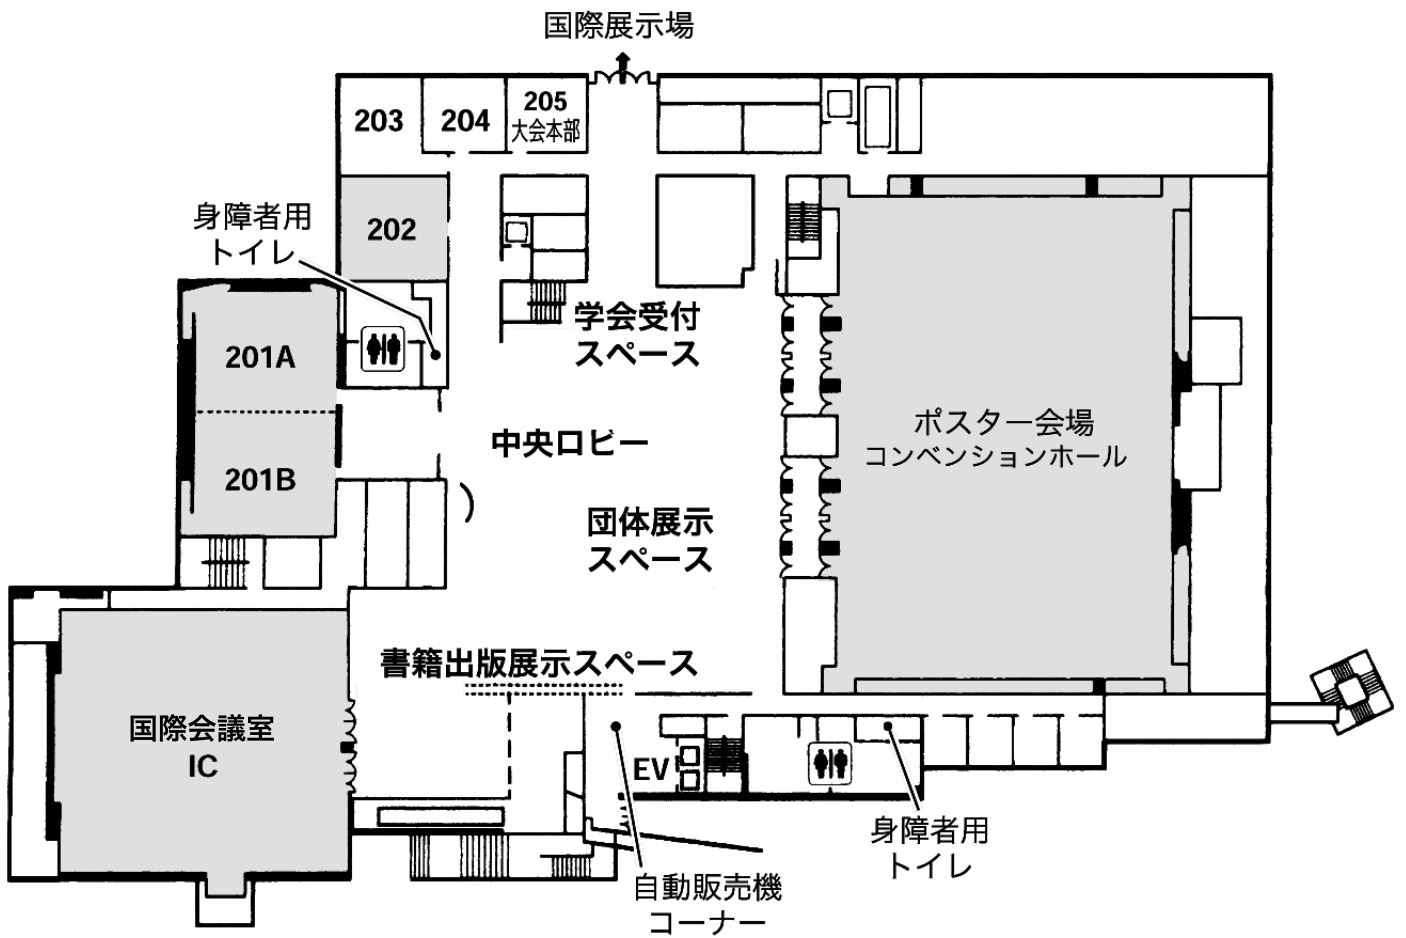 国際展示場
203
204
205
大会本部
身障者用
トイレ
202
学会受付
スペース
201A
中央ロビー
ポスター会場
コンベンションホール
201B
団体展示
スペース
書籍出版展示スペース
国際会議室
IC
EV
身障者用
トイレ
自動販売機
コーナー